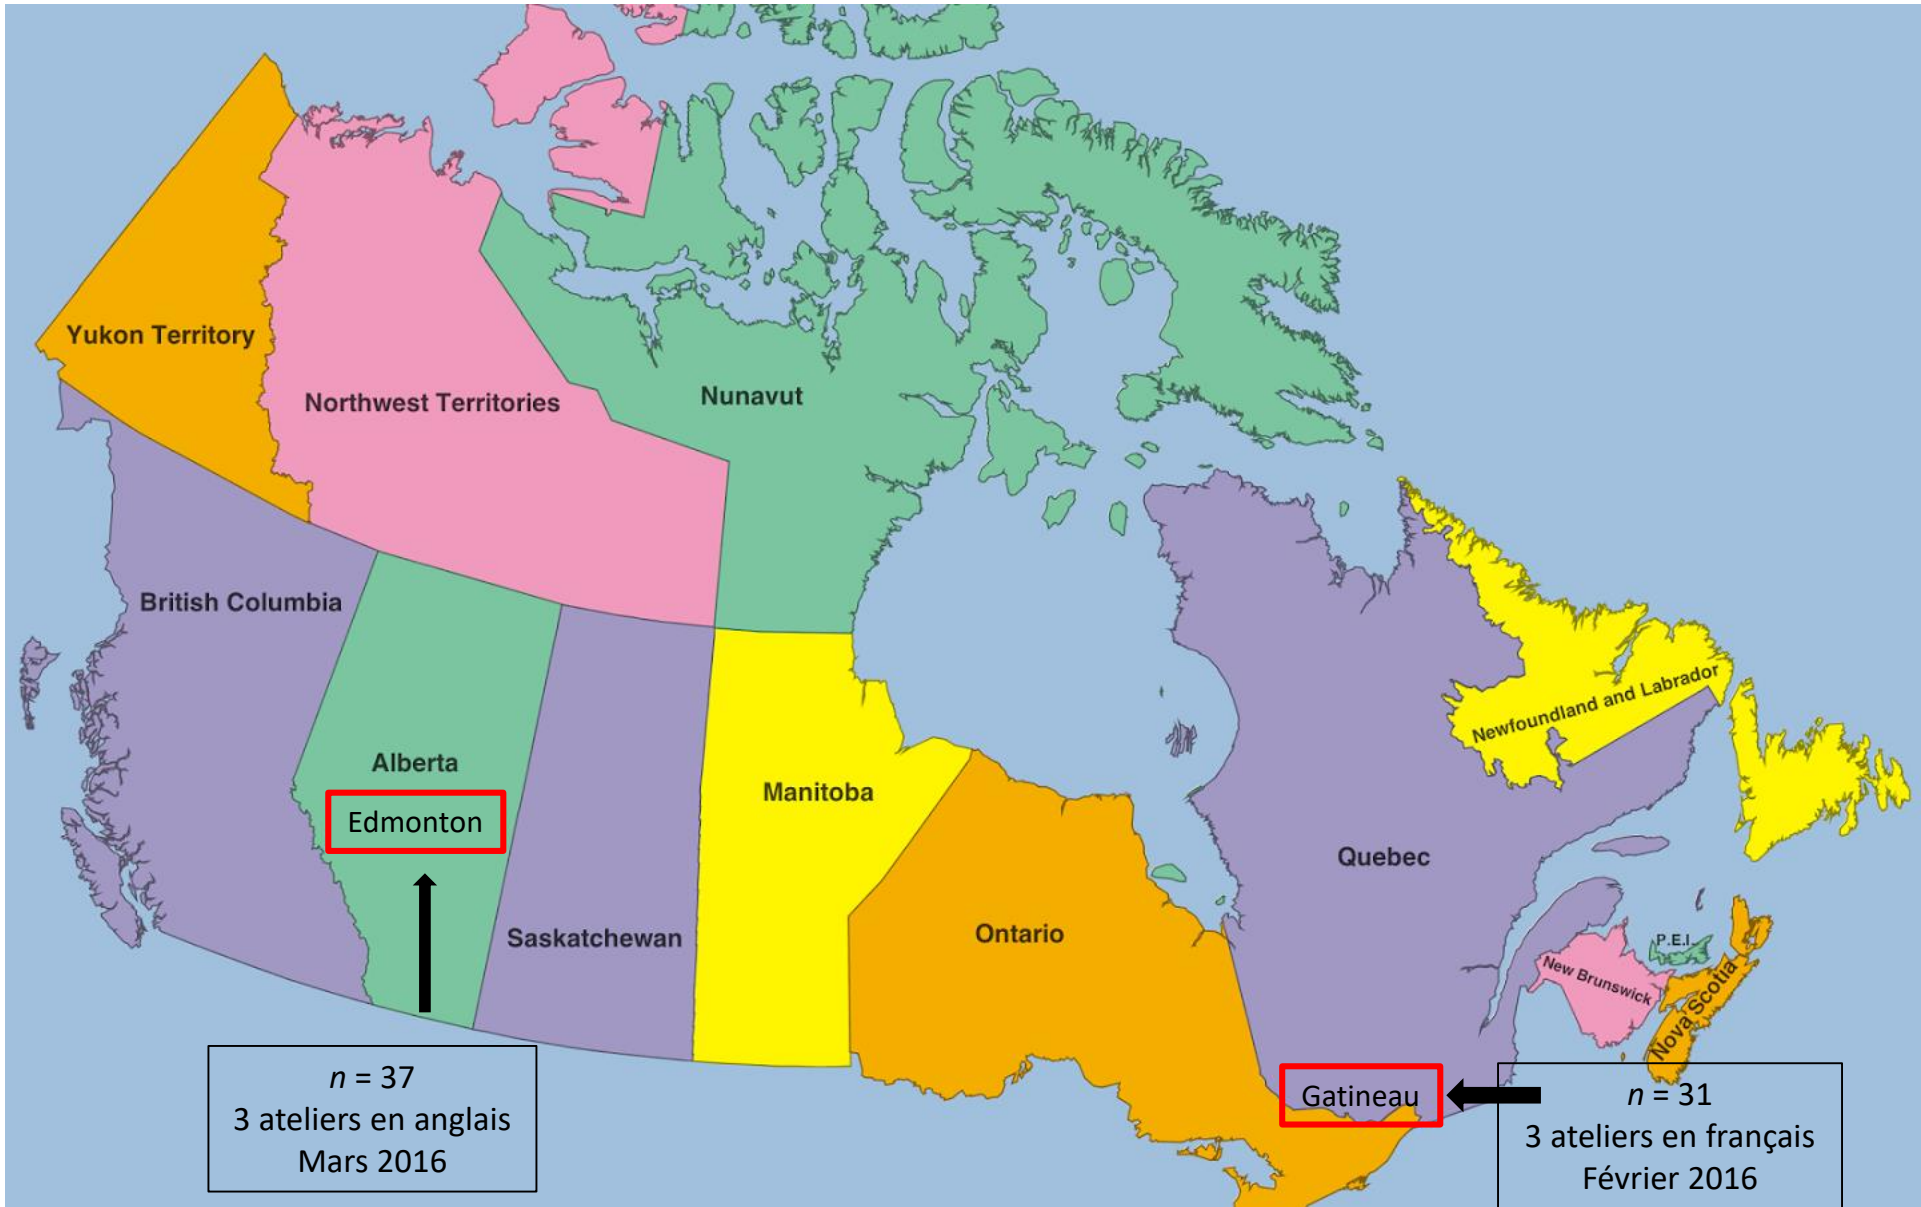 Yukon Territory
Northwest Territories
Nunavut
British Columbia
Alberta
Edmonton
Saskatchewan
Manitoba
Ontario
Quebec
Newfoundland and Labrador
P.E.I.
New Brunswick
Nova Scotia
Gatineau
n = 37
3 ateliers en anglais
Mars 2016
n = 31
3 ateliers en français
Février 2016